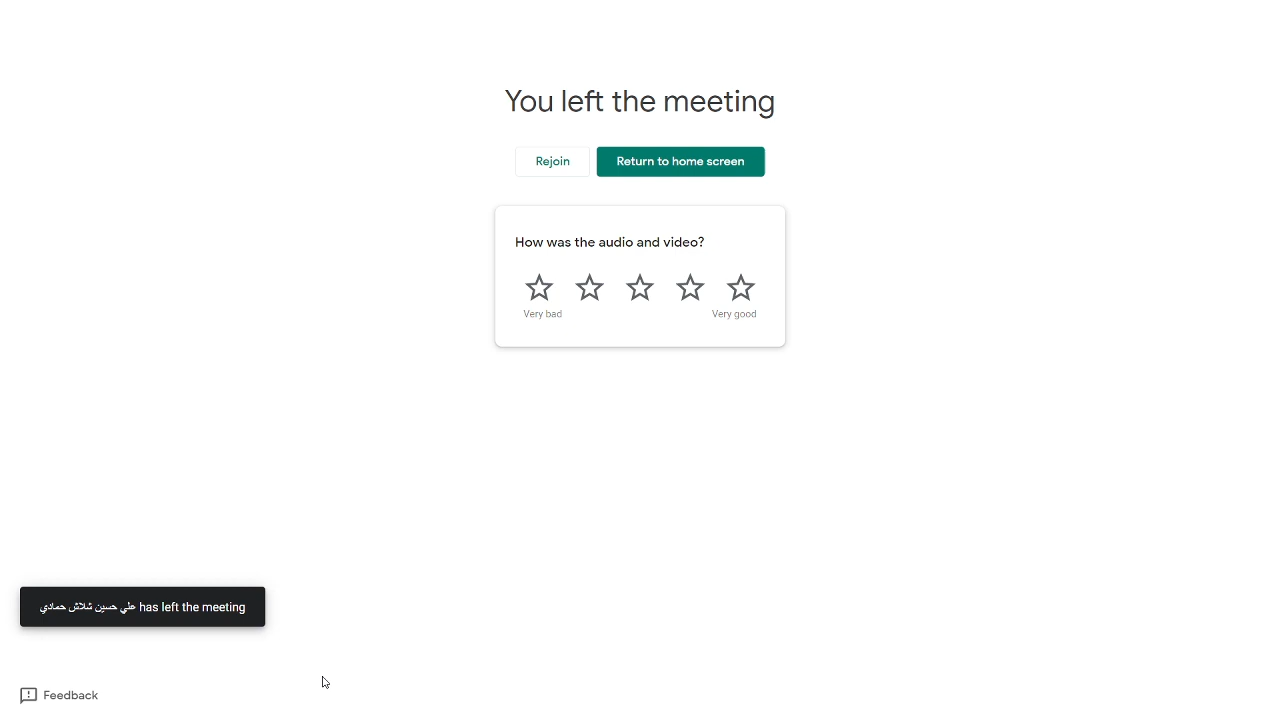 You left the meeting
Rejoin
Return to home screen
How was the audio and video?
Very bad
Very good
علي حسين شلاش حمادي has left the meeting
Feedback